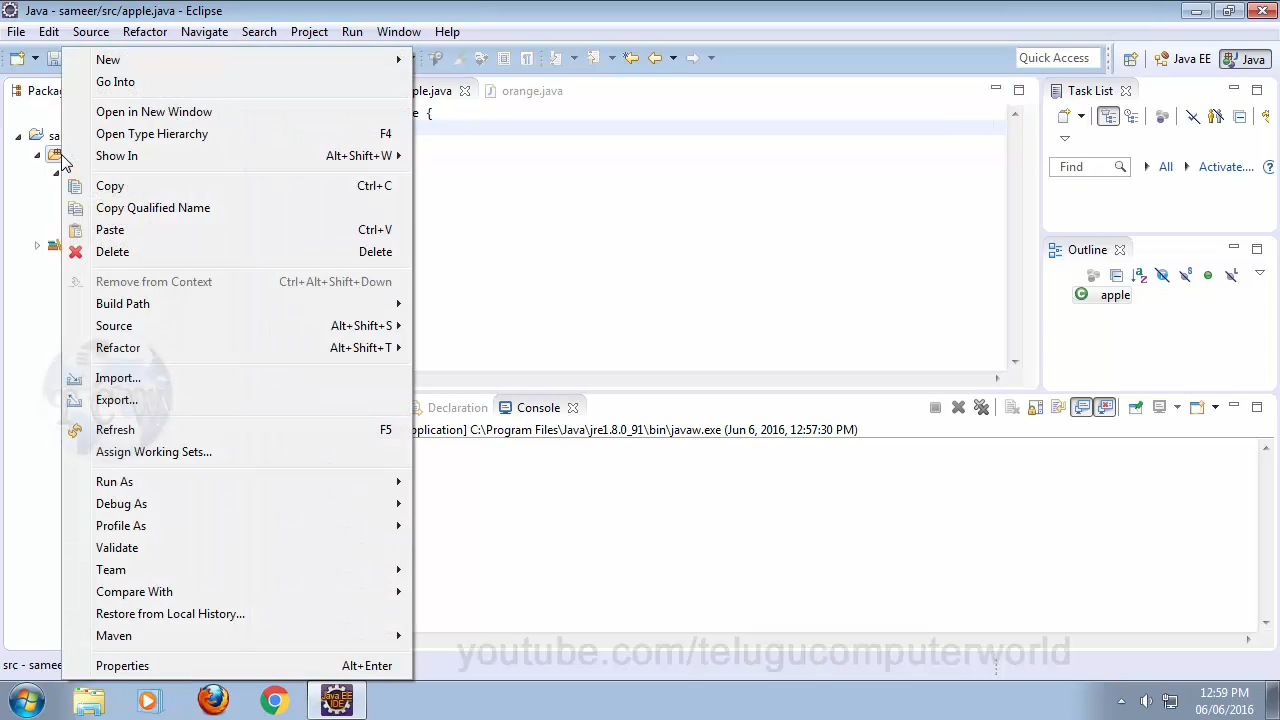 Java - sameer/src/apple.java - Eclipse
File Edit Source Refactor Navigate Search Project Run Window Help
Quick Access Java EE Java
Packa
ple.java orange.java
Task List
e {
sa
Find All Activate....
Outline
apple
New
Go Into
Open in New Window
Open Type Hierarchy F4
Show In Alt+Shift+W
Copy Ctrl+C
Copy Qualified Name
Paste Ctrl+V
Delete Delete
Remove from Context Ctrl+Alt+Shift+Down
Build Path
Source Alt+Shift+S
Refactor Alt+Shift+T
Import...
Export...
Refresh F5
Assign Working Sets...
Run As
Debug As
Profile As
Validate
Team
Compare With
Restore from Local History...
Maven
Properties Alt+Enter
Declaration Console
pplication] C:\Program Files\Java\jre1.8.0_91\bin\javaw.exe (Jun 6, 2016, 12:57:30 PM)
youtube.com/telugucomputerworld
src - samee
Java EE
IDE
12:59 PM
06/06/2016